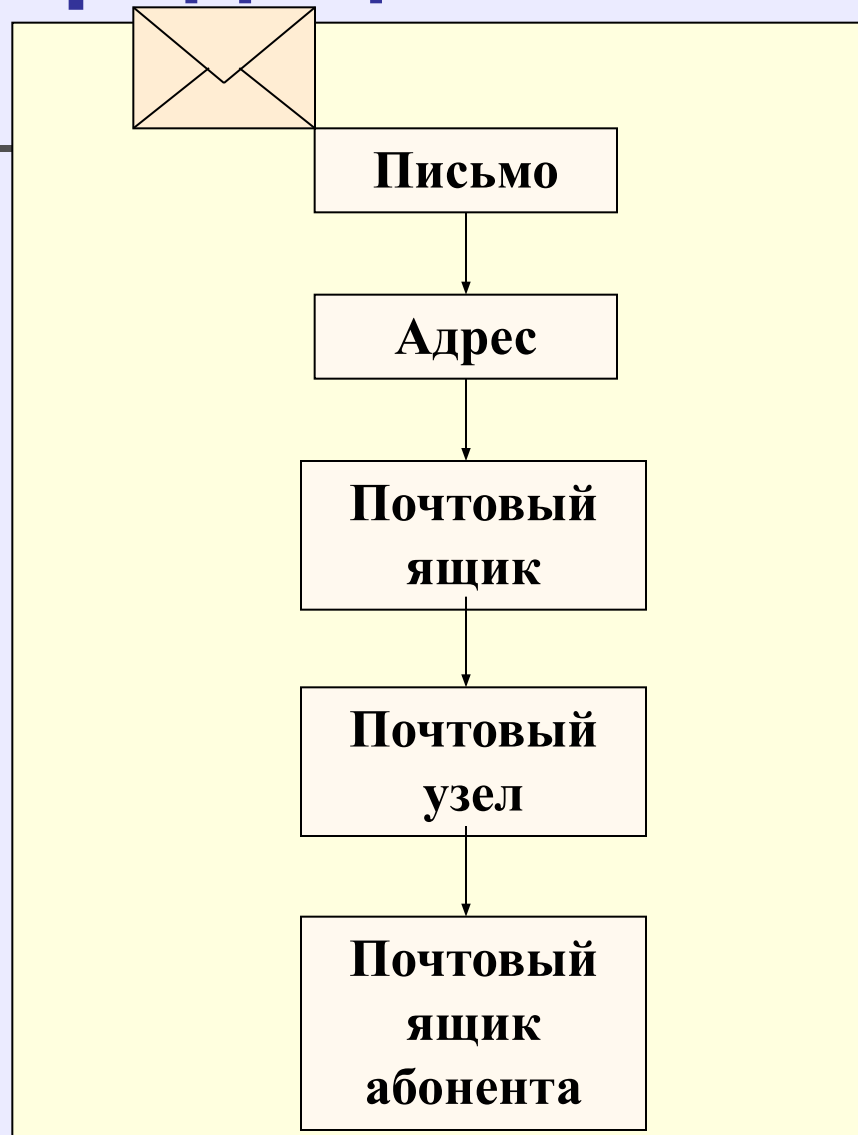 Письмо
Адрес
Почтовый
ящик
Почтовый
узел
Почтовый
ящик
абонента